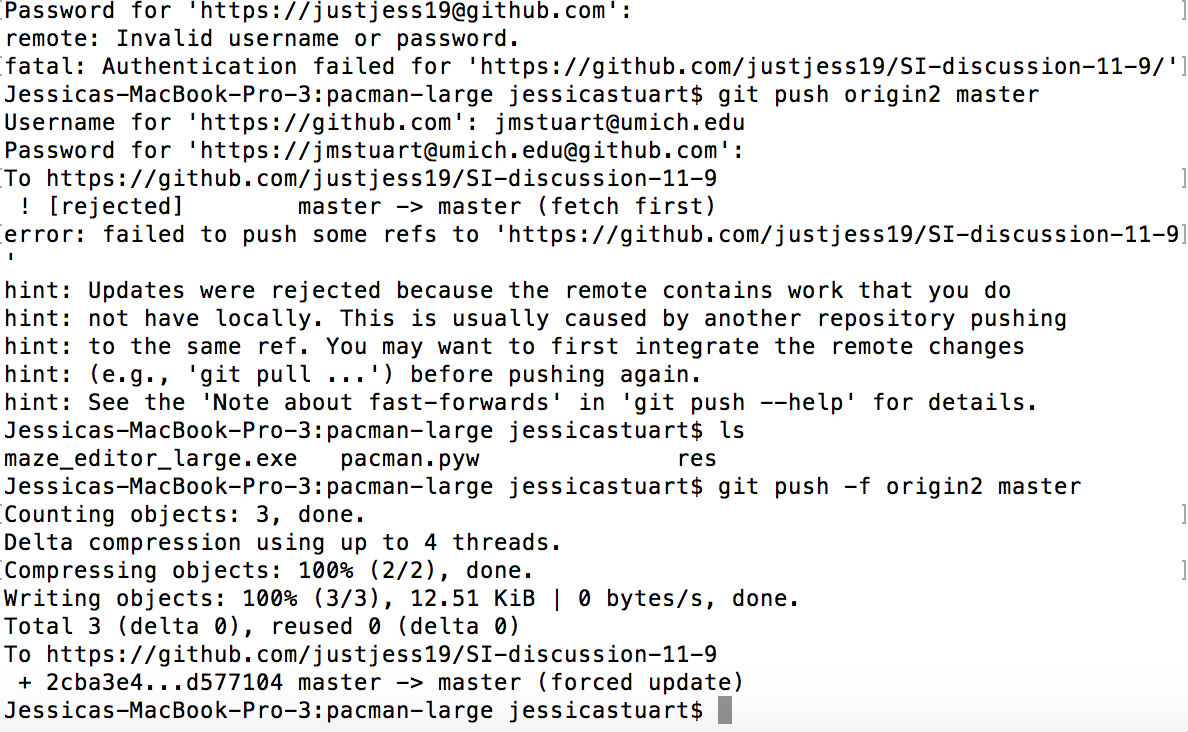 Password for 'https://justjess19@github.com':
remote: Invalid username or password.
fatal: Authentication failed for 'https://github.com/justjess19/SI-discussion-11-9/'
Jessicas-MacBook-Pro-3:pacman-large jessicastuart$ git push origin2 master
Username for 'https://github.com': jmstuart@umich.edu
Password for 'https://jmstuart@umich.edu@github.com':
To https://github.com/justjess19/SI-discussion-11-9
 ! [rejected]        master -> master (fetch first)
error: failed to push some refs to 'https://github.com/justjess19/SI-discussion-11-9
'
hint: Updates were rejected because the remote contains work that you do
hint: not have locally. This is usually caused by another repository pushing
hint: to the same ref. You may want to first integrate the remote changes
hint: (e.g., 'git pull ...') before pushing again.
hint: See the 'Note about fast-forwards' in 'git push --help' for details.
Jessicas-MacBook-Pro-3:pacman-large jessicastuart$ ls
maze_editor_large.exe   pacman.pyw              res
Jessicas-MacBook-Pro-3:pacman-large jessicastuart$ git push -f origin2 master
Counting objects: 3, done.
Delta compression using up to 4 threads.
Compressing objects: 100% (2/2), done.
Writing objects: 100% (3/3), 12.51 KiB | 0 bytes/s, done.
Total 3 (delta 0), reused 0 (delta 0)
To https://github.com/justjess19/SI-discussion-11-9
 + 2cba3e4...d577104 master -> master (forced update)
Jessicas-MacBook-Pro-3:pacman-large jessicastuart$